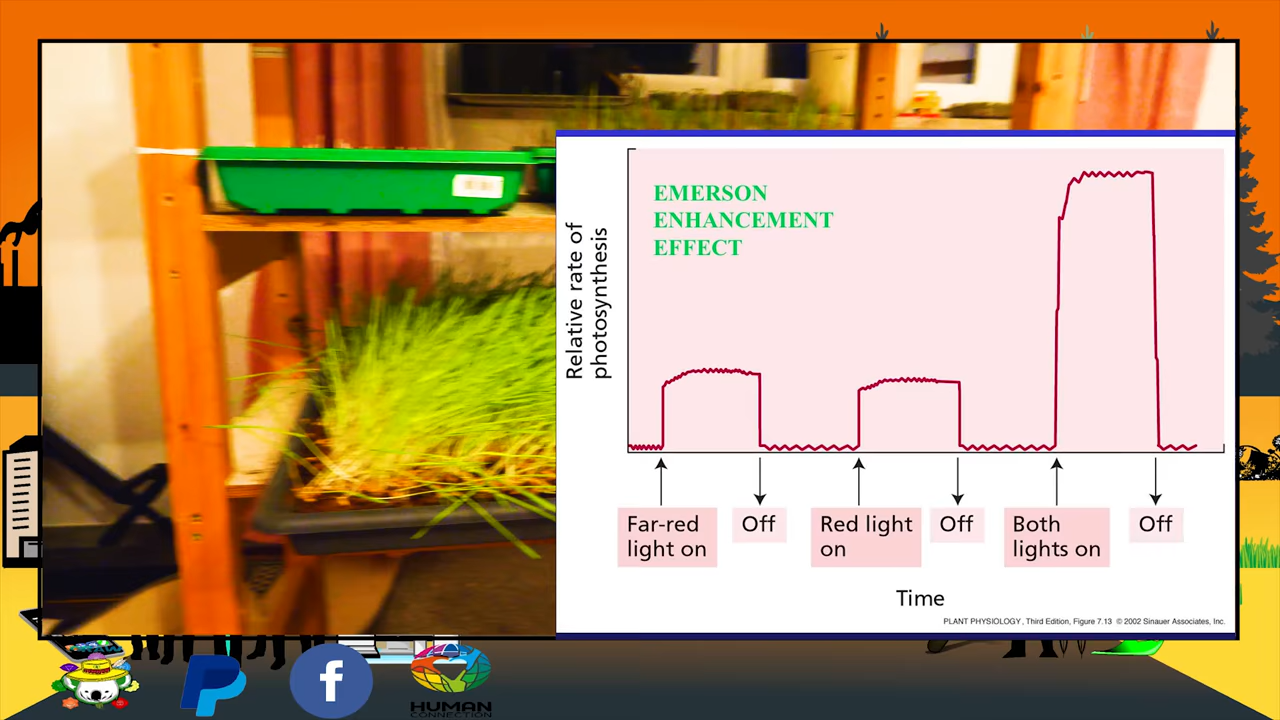 EMERSON
ENHANCEMENT
EFFECT
Relative rate of
photosynthesis
Far-red
light on
Off
Red light
on
Off
Both
lights on
Off
Time
PLANT PHYSIOLOGY, Third Edition, Figure 7.13 © 2002 Sinauer Associates, Inc.
f
HUMAN
CONNECTION